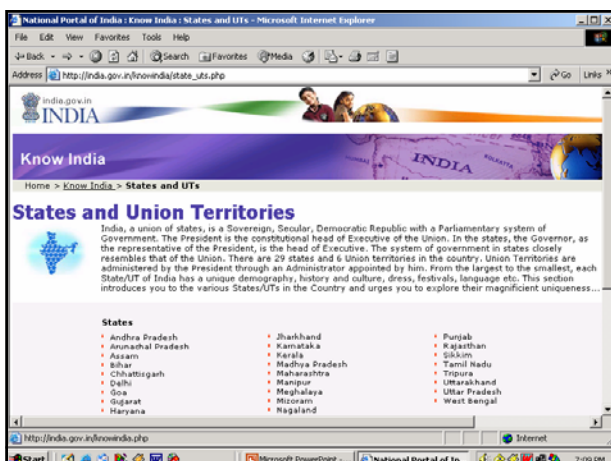 National Portal of India : Know India : States and UTs - Microsoft Internet Explorer
File Edit View Favorites Tools Help
Back Search Favorites Media
Address http://india.gov.in/knowindia/state_uts.php Go Links »
india.gov.in
INDIA
Know India
MUMBAI INDIA KOLKATA
Home > Know India > States and UTs
States and Union Territories
India, a union of states, is a Sovereign, Secular, Democratic Republic with a Parliamentary system of
Government. The President is the constitutional head of Executive of the Union. In the states, the Governor, as
the representative of the President, is the head of Executive. The system of government in states closely
resembles that of the Union. There are 29 states and 6 Union territories in the country. Union Territories are
administered by the President through an Administrator appointed by him. From the largest to the smallest, each
State/UT of India has a unique demography, history and culture, dress, festivals, language etc. This section
introduces you to the various States/UTs in the Country and urges you to explore their magnificent uniqueness...
States
Andhra Pradesh
Arunachal Pradesh
Assam
Bihar
Chhattisgarh
Delhi
Goa
Gujarat
Haryana
Jharkhand
Karnataka
Kerala
Madhya Pradesh
Maharashtra
Manipur
Meghalaya
Mizoram
Nagaland
Punjab
Rajasthan
Sikkim
Tamil Nadu
Tripura
Uttarakhand
Uttar Pradesh
West Bengal
http://india.gov.in/knowindia.php Internet
Start Microsoft PowerPoint - National Portal of In... 7:09 PM